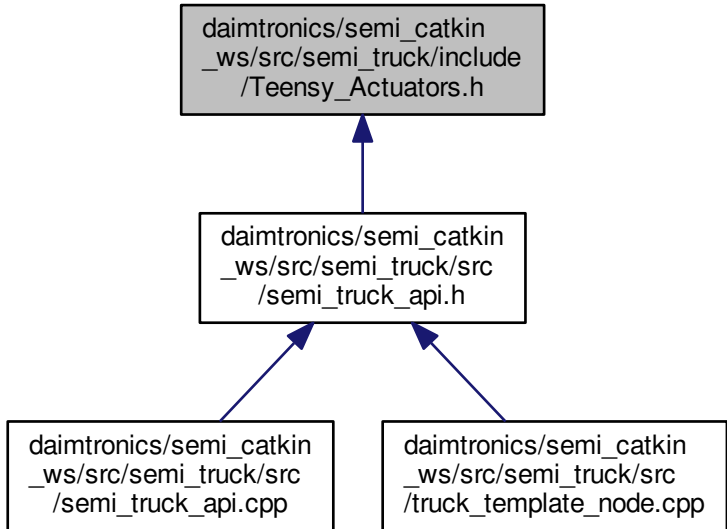 daimtronics/semi_catkin
_ws/src/semi_truck/include
/Teensy_Actuators.h
daimtronics/semi_catkin
_ws/src/semi_truck/src
/semi_truck_api.h
daimtronics/semi_catkin
_ws/src/semi_truck/src
/semi_truck_api.cpp
daimtronics/semi_catkin
_ws/src/semi_truck/src
/truck_template_node.cpp